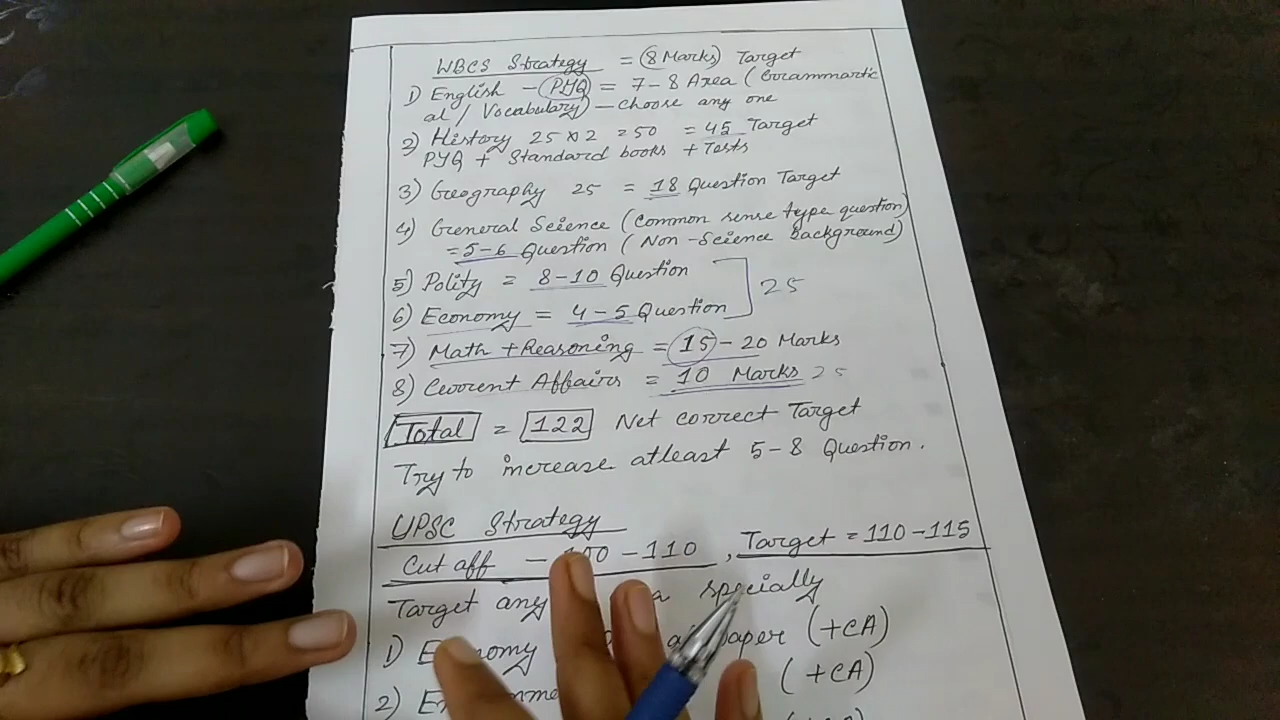 WBCS Strategy = (8 Marks) Target
1) English - (PYQ) = 7-8 Area (Grammartic
al / Vocabulary) - choose any one
2) History 25 x 2 = 50 = 45 Target
PYQ + Standard books + Tests
3) Geography 25 = 18 Question Target
4) General Science (Common sense type question)
= 5-6 Question (Non-Science Background)
5) Polity = 8-10 Question
6) Economy = 4-5 Question ] 25
7) Math + Reasoning = 15 - 20 Marks
8) Current Affairs = 10 Marks 25
Total = 122 Net correct Target
Try to increase atleast 5-8 Question.
UPSC Strategy
Cut off - 100 - 110 , Target = 110-115
Target any specially
1) Economy paper (+CA)
2) (+CA)